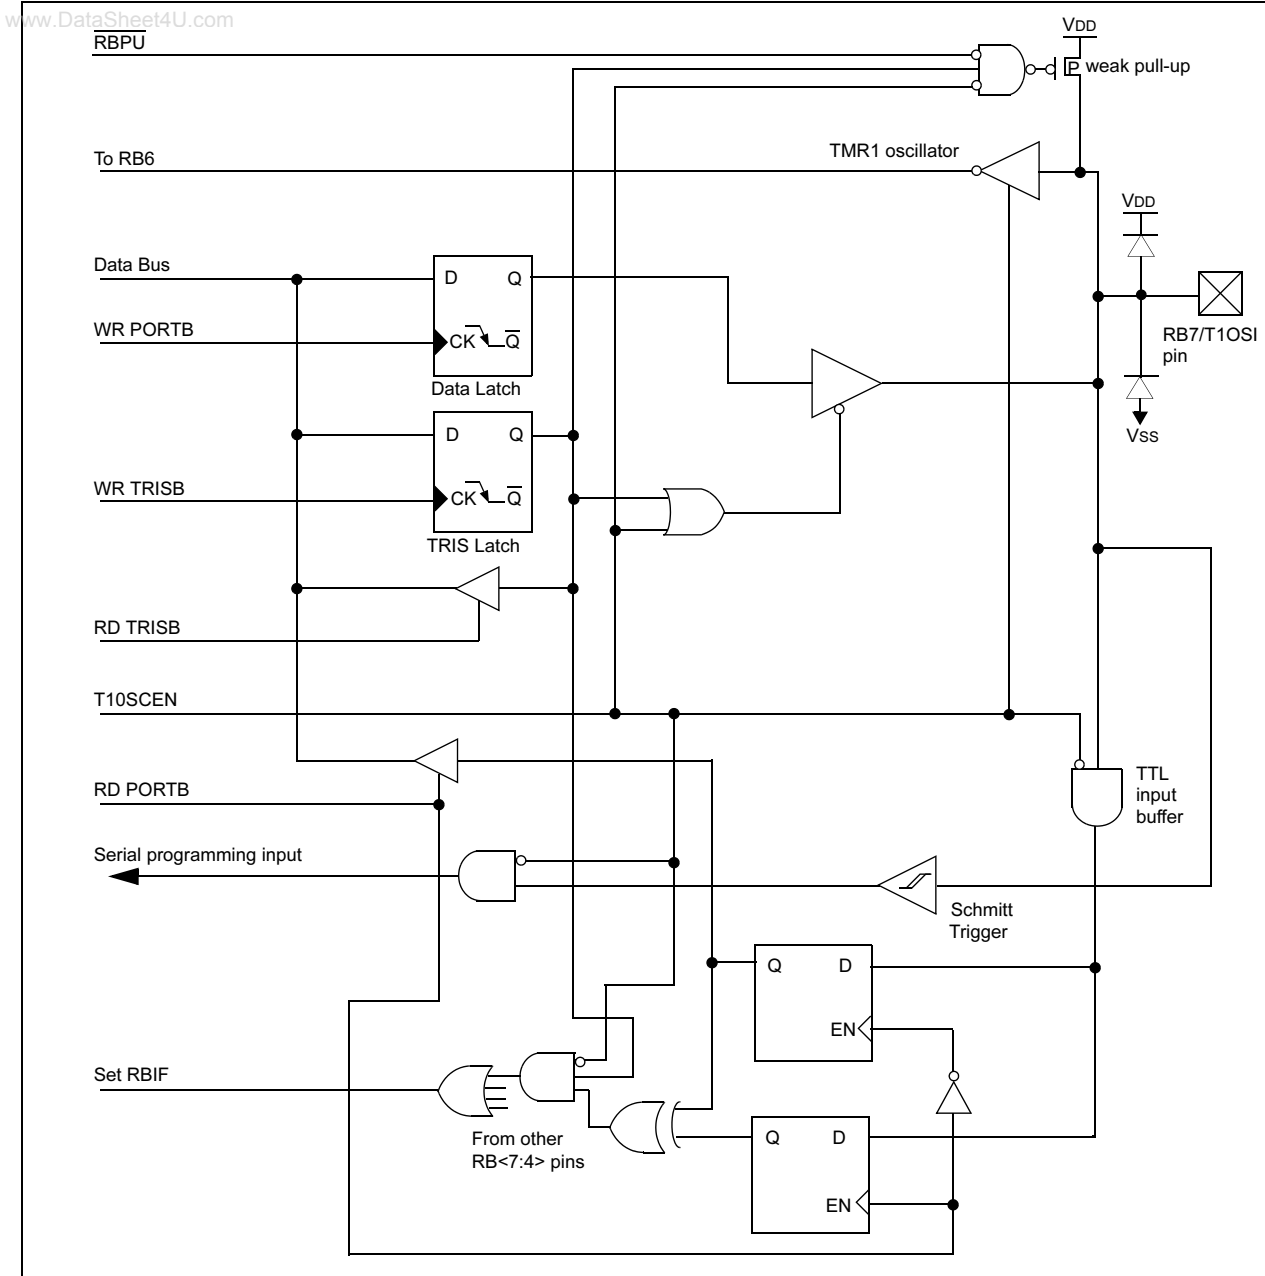 www.DataSheet4U.com
RBPU
VDD
P weak pull-up
To RB6
TMR1 oscillator
VDD
Data Bus
D Q
WR PORTB
CK Q
Data Latch
RB7/T1OSI
pin
VSS
D Q
WR TRISB
CK Q
TRIS Latch
RD TRISB
T10SCEN
RD PORTB
TTL
input
buffer
Serial programming input
Schmitt
Trigger
Q D
EN
Set RBIF
From other
RB<7:4> pins
Q D
EN